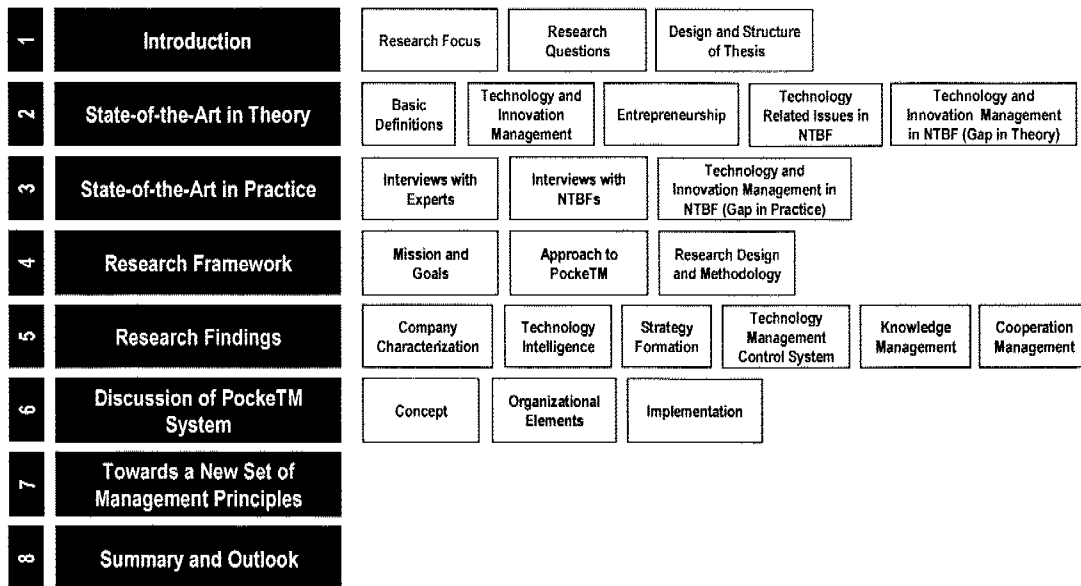 1
Introduction
Research Focus
Research
Questions
Design and Structure
of Thesis
2
State-of-the-Art in Theory
Basic
Definitions
Technology and
Innovation
Management
Entrepreneurship
Technology
Related Issues in
NTBF
Technology and
Innovation Management
in NTBF (Gap in Theory)
3
State-of-the-Art in Practice
Interviews with
Experts
Interviews with
NTBFs
Technology and
Innovation Management in
NTBF (Gap in Practice)
4
Research Framework
Mission and
Goals
Approach to
PockeTM
Research Design
and Methodology
5
Research Findings
Company
Characterization
Technology
Intelligence
Strategy
Formation
Technology
Management
Control System
Knowledge
Management
Cooperation
Management
6
Discussion of PockeTM
System
Concept
Organizational
Elements
Implementation
7
Towards a New Set of
Management Principles
8
Summary and Outlook